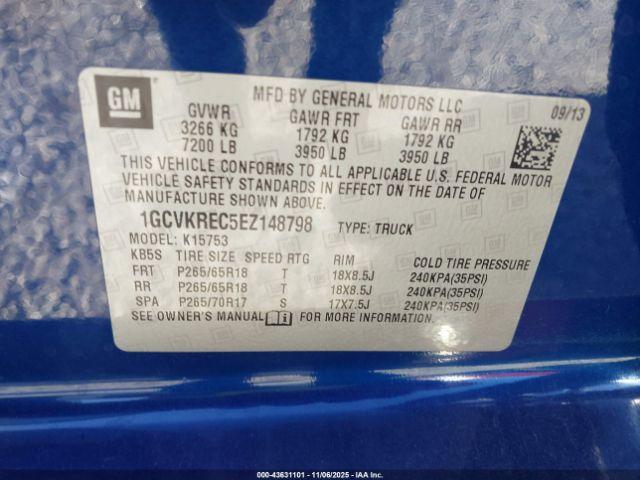 GM
MFD BY GENERAL MOTORS LLC
09/13
GVWR GAWR FRT GAWR RR
3266 KG 1792 KG 1792 KG
7200 LB 3950 LB 3950 LB
THIS VEHICLE CONFORMS TO ALL APPLICABLE U.S. FEDERAL MOTOR
VEHICLE SAFETY STANDARDS IN EFFECT ON THE DATE OF
MANUFACTURE SHOWN ABOVE.
1GCVKREC5EZ148798 TYPE: TRUCK
MODEL: K15753
KB5S TIRE SIZE SPEED RTG RIM COLD TIRE PRESSURE
FRT P265/65R18 T 18X8.5J 240KPA(35PSI)
RR P265/65R18 T 18X8.5J 240KPA(35PSI)
SPA P265/70R17 S 17X7.5J 240KPA(35PSI)
SEE OWNER'S MANUAL FOR MORE INFORMATION.
000-43631101 - 11/06/2025 - IAAI.COM